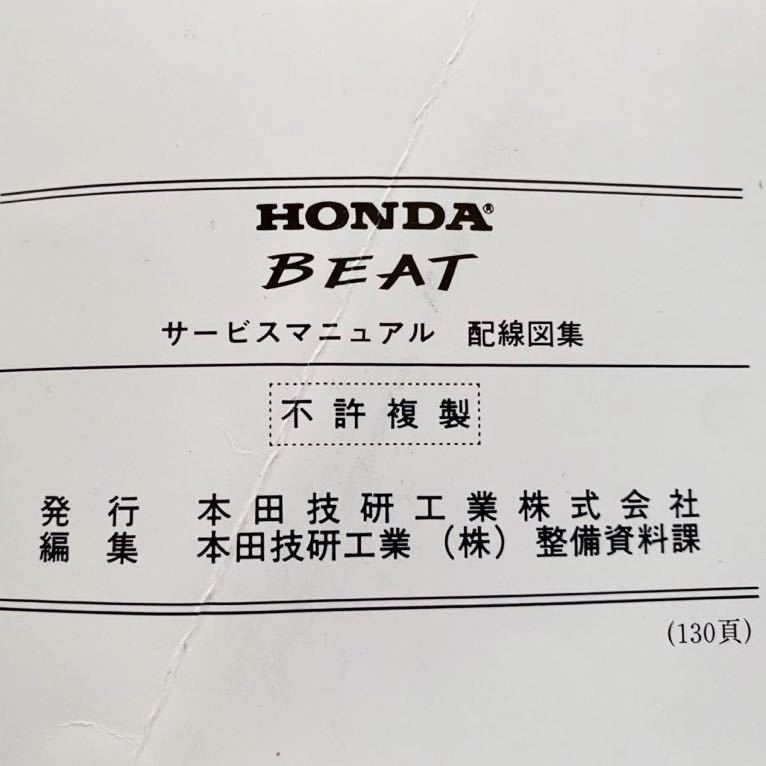 HONDA®
BEAT
サービスマニュアル 配線図集
不許複製
発行 本田技研工業株式会社
編集 本田技研工業（株）整備資料課
(130頁)